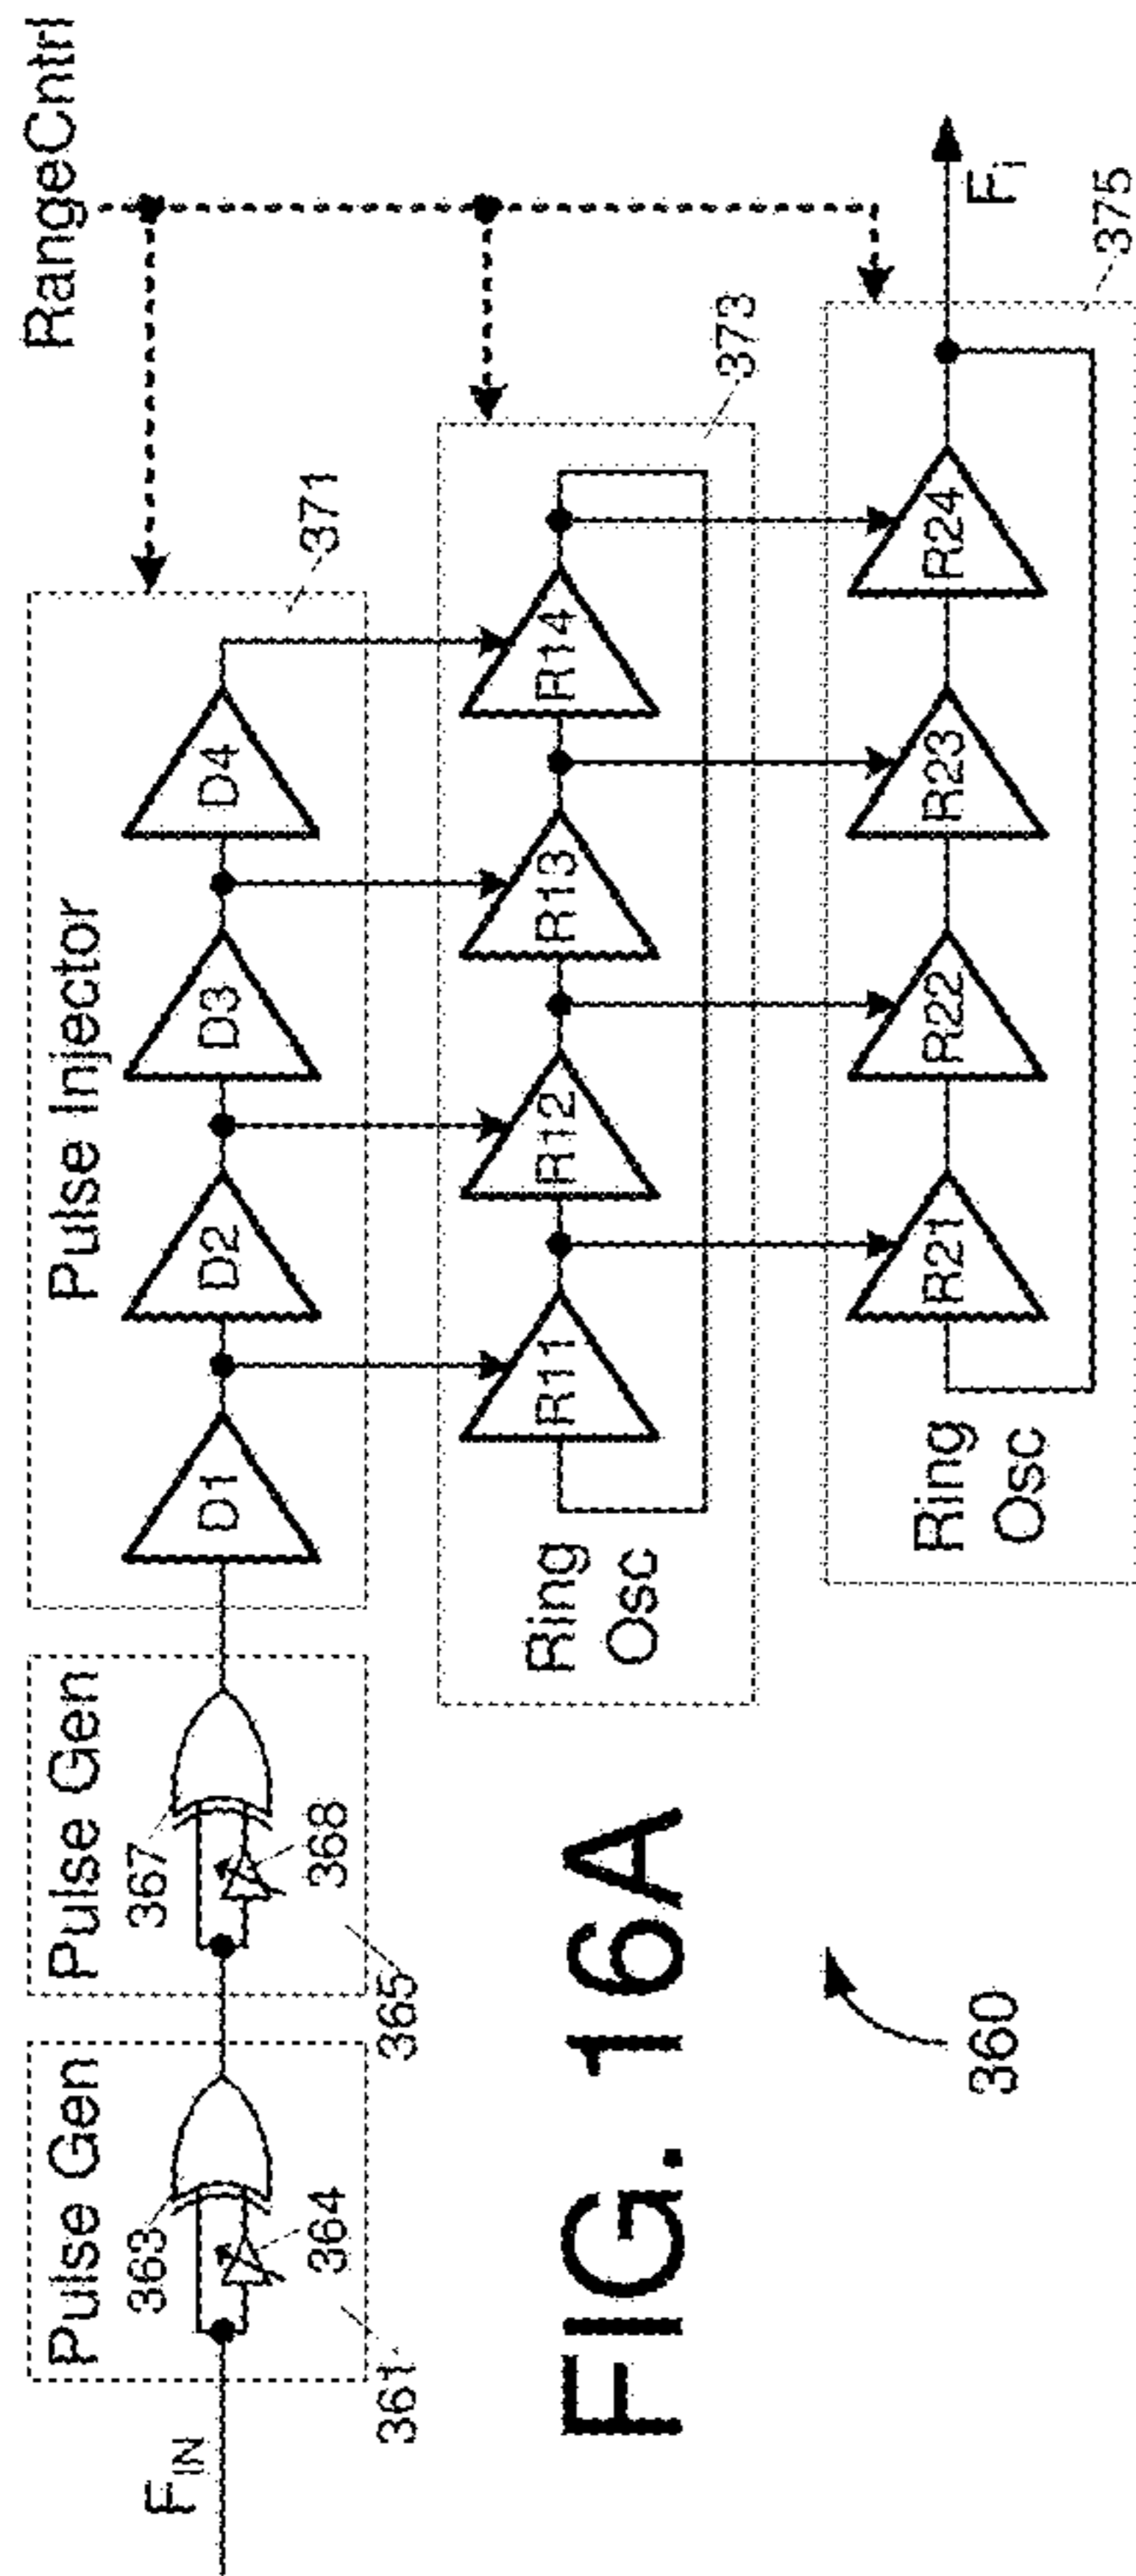 RangeCntrl
Pulse Gen
363
364
361
F_IN
Pulse Gen
367
368
365
Pulse Injector
D1
D2
D3
D4
371
Ring
Osc
R11
R12
R13
R14
373
Ring
Osc
R21
R22
R23
R24
375
F_i
FIG. 16A
360